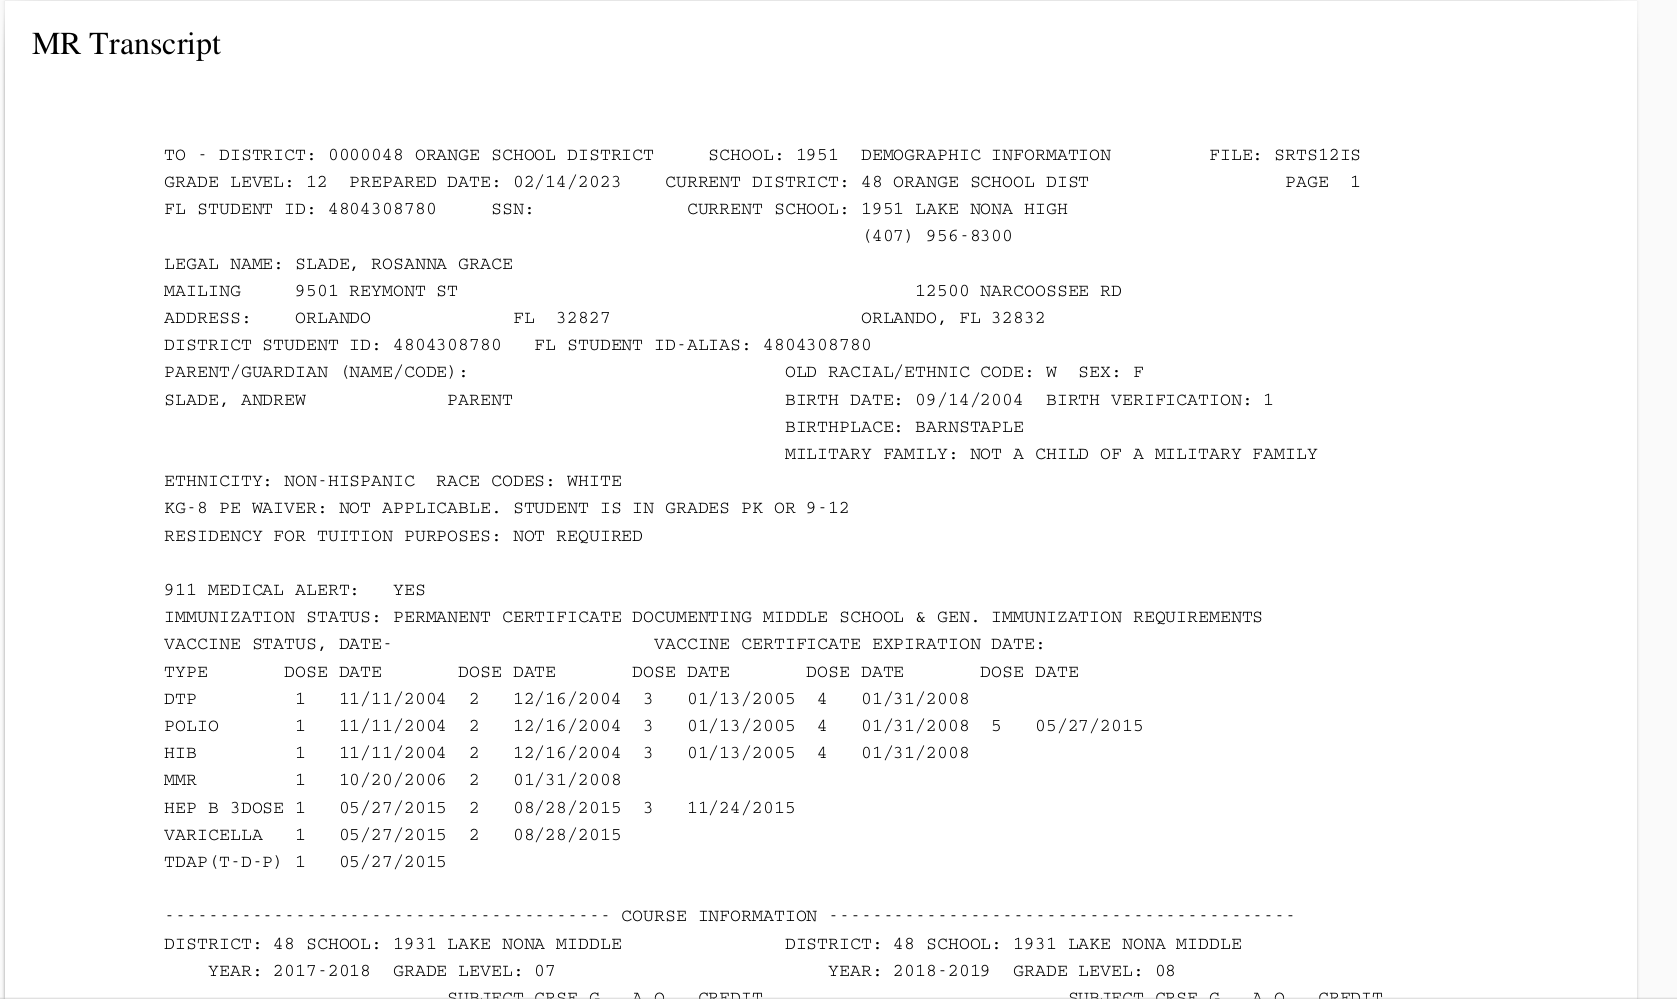 MR Transcript
TO - DISTRICT: 0000048 ORANGE SCHOOL DISTRICT     SCHOOL: 1951  DEMOGRAPHIC INFORMATION         FILE: SRTS12IS
GRADE LEVEL: 12  PREPARED DATE: 02/14/2023    CURRENT DISTRICT: 48 ORANGE SCHOOL DIST                  PAGE  1
FL STUDENT ID: 4804308780     SSN:              CURRENT SCHOOL: 1951 LAKE NONA HIGH
(407) 956-8300
LEGAL NAME: SLADE, ROSANNA GRACE
MAILING     9501 REYMONT ST                                          12500 NARCOOSSEE RD
ADDRESS:    ORLANDO             FL  32827                       ORLANDO, FL 32832
DISTRICT STUDENT ID: 4804308780   FL STUDENT ID-ALIAS: 4804308780
PARENT/GUARDIAN (NAME/CODE):                             OLD RACIAL/ETHNIC CODE: W  SEX: F
SLADE, ANDREW             PARENT                         BIRTH DATE: 09/14/2004  BIRTH VERIFICATION: 1
BIRTHPLACE: BARNSTAPLE
MILITARY FAMILY: NOT A CHILD OF A MILITARY FAMILY
ETHNICITY: NON-HISPANIC  RACE CODES: WHITE
KG-8 PE WAIVER: NOT APPLICABLE. STUDENT IS IN GRADES PK OR 9-12
RESIDENCY FOR TUITION PURPOSES: NOT REQUIRED
911 MEDICAL ALERT:   YES
IMMUNIZATION STATUS: PERMANENT CERTIFICATE DOCUMENTING MIDDLE SCHOOL & GEN. IMMUNIZATION REQUIREMENTS
VACCINE STATUS, DATE-                        VACCINE CERTIFICATE EXPIRATION DATE:
TYPE       DOSE DATE         DOSE DATE       DOSE DATE       DOSE DATE       DOSE DATE
DTP         1   11/11/2004  2   12/16/2004  3   01/13/2005  4   01/31/2008
POLIO       1   11/11/2004  2   12/16/2004  3   01/13/2005  4   01/31/2008  5   05/27/2015
HIB         1   11/11/2004  2   12/16/2004  3   01/13/2005  4   01/31/2008
MMR         1   10/20/2006  2   01/31/2008
HEP B 3DOSE 1   05/27/2015  2   08/28/2015  3   11/24/2015
VARICELLA   1   05/27/2015  2   08/28/2015
TDAP(T-D-P) 1   05/27/2015
----------------------------------------- COURSE INFORMATION -------------------------------------------
DISTRICT: 48 SCHOOL: 1931 LAKE NONA MIDDLE               DISTRICT: 48 SCHOOL: 1931 LAKE NONA MIDDLE
YEAR: 2017-2018  GRADE LEVEL: 07                         YEAR: 2018-2019  GRADE LEVEL: 08